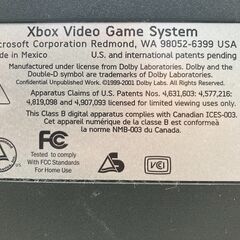 Xbox Video Game System
crosoft Corporation Redmond, WA 98052-6399 USA
de in Mexico U.S. and international patents pending
Manufactured under license from Dolby Laboratories. Dolby and the
Double-D symbol are trademarks of Dolby Laboratories.
Confidential Unpublished Work. ©1999-2001 Dolby Laboratories. All rights
Apparatus Claims of U.S. Patents Nos. 4,631,603; 4,577,216;
4,819,098 and 4,907,093 licensed for limited viewing uses only.
This Class B digital apparatus complies with Canadian ICES-003.
Cet appareil numérique de la classe B est conforme à
la norme NMB-003 du Canada.
FC
Tested to Comply
With FCC Standards
For Home Use
VCI